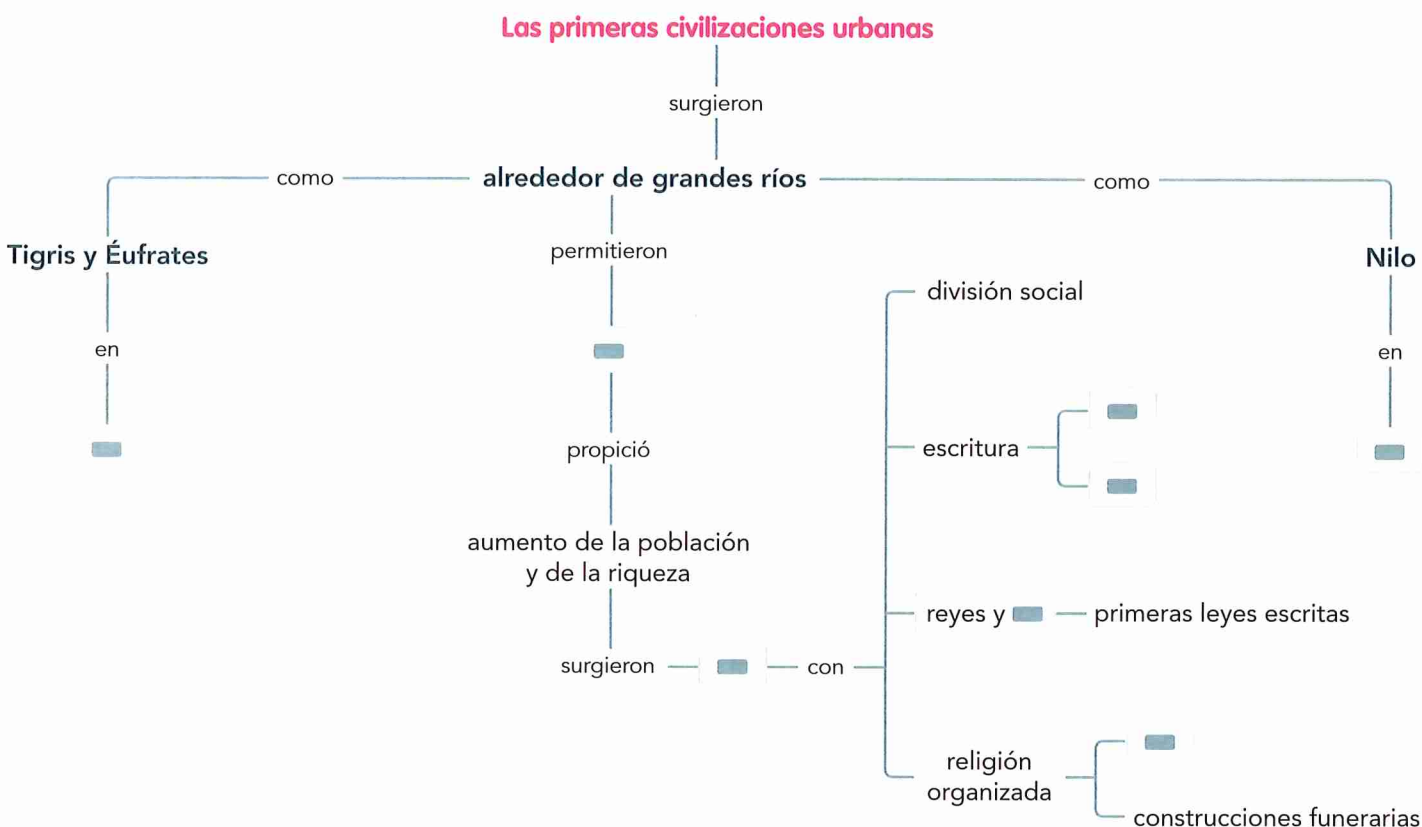 Las primeras civilizaciones urbanas
surgieron
como
alrededor de grandes ríos
como
Tigris y Éufrates
permitieron
Nilo
división social
en
en
escritura
propició
aumento de la población
y de la riqueza
reyes y
primeras leyes escritas
surgieron
con
religión
organizada
construcciones funerarias